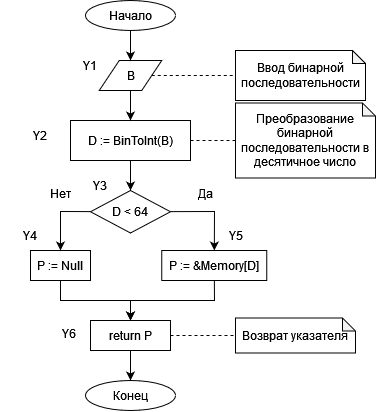 Начало
Y1
B
Ввод бинарной
последовательности
Y2
D := BinToInt(B)
Преобразование
бинарной
последовательности в
десятичное число
Y3
Нет
D < 64
Да
Y4
P := Null
Y5
P := &Memory[D]
Y6
return P
Возврат указателя
Конец